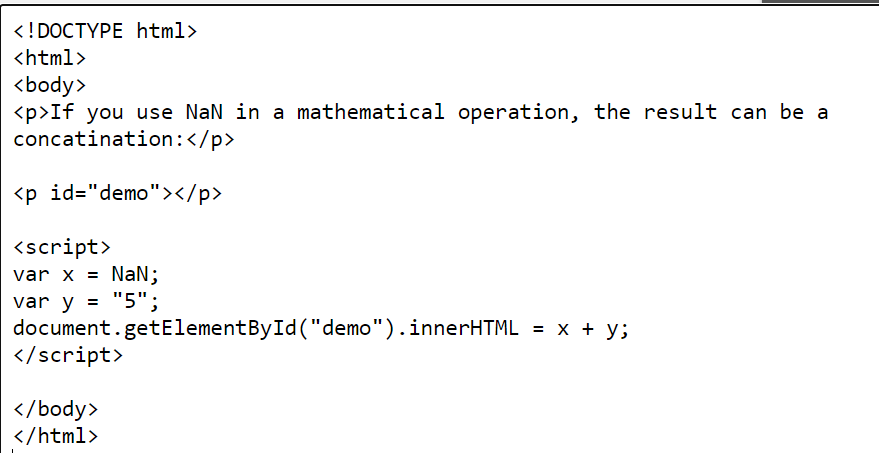 <!DOCTYPE html>
<html>
<body>
<p>If you use NaN in a mathematical operation, the result can be a
concatination:</p>
<p id="demo"></p>
<script>
var x = NaN;
var y = "5";
document.getElementById("demo").innerHTML = x + y;
</script>
</body>
</html>